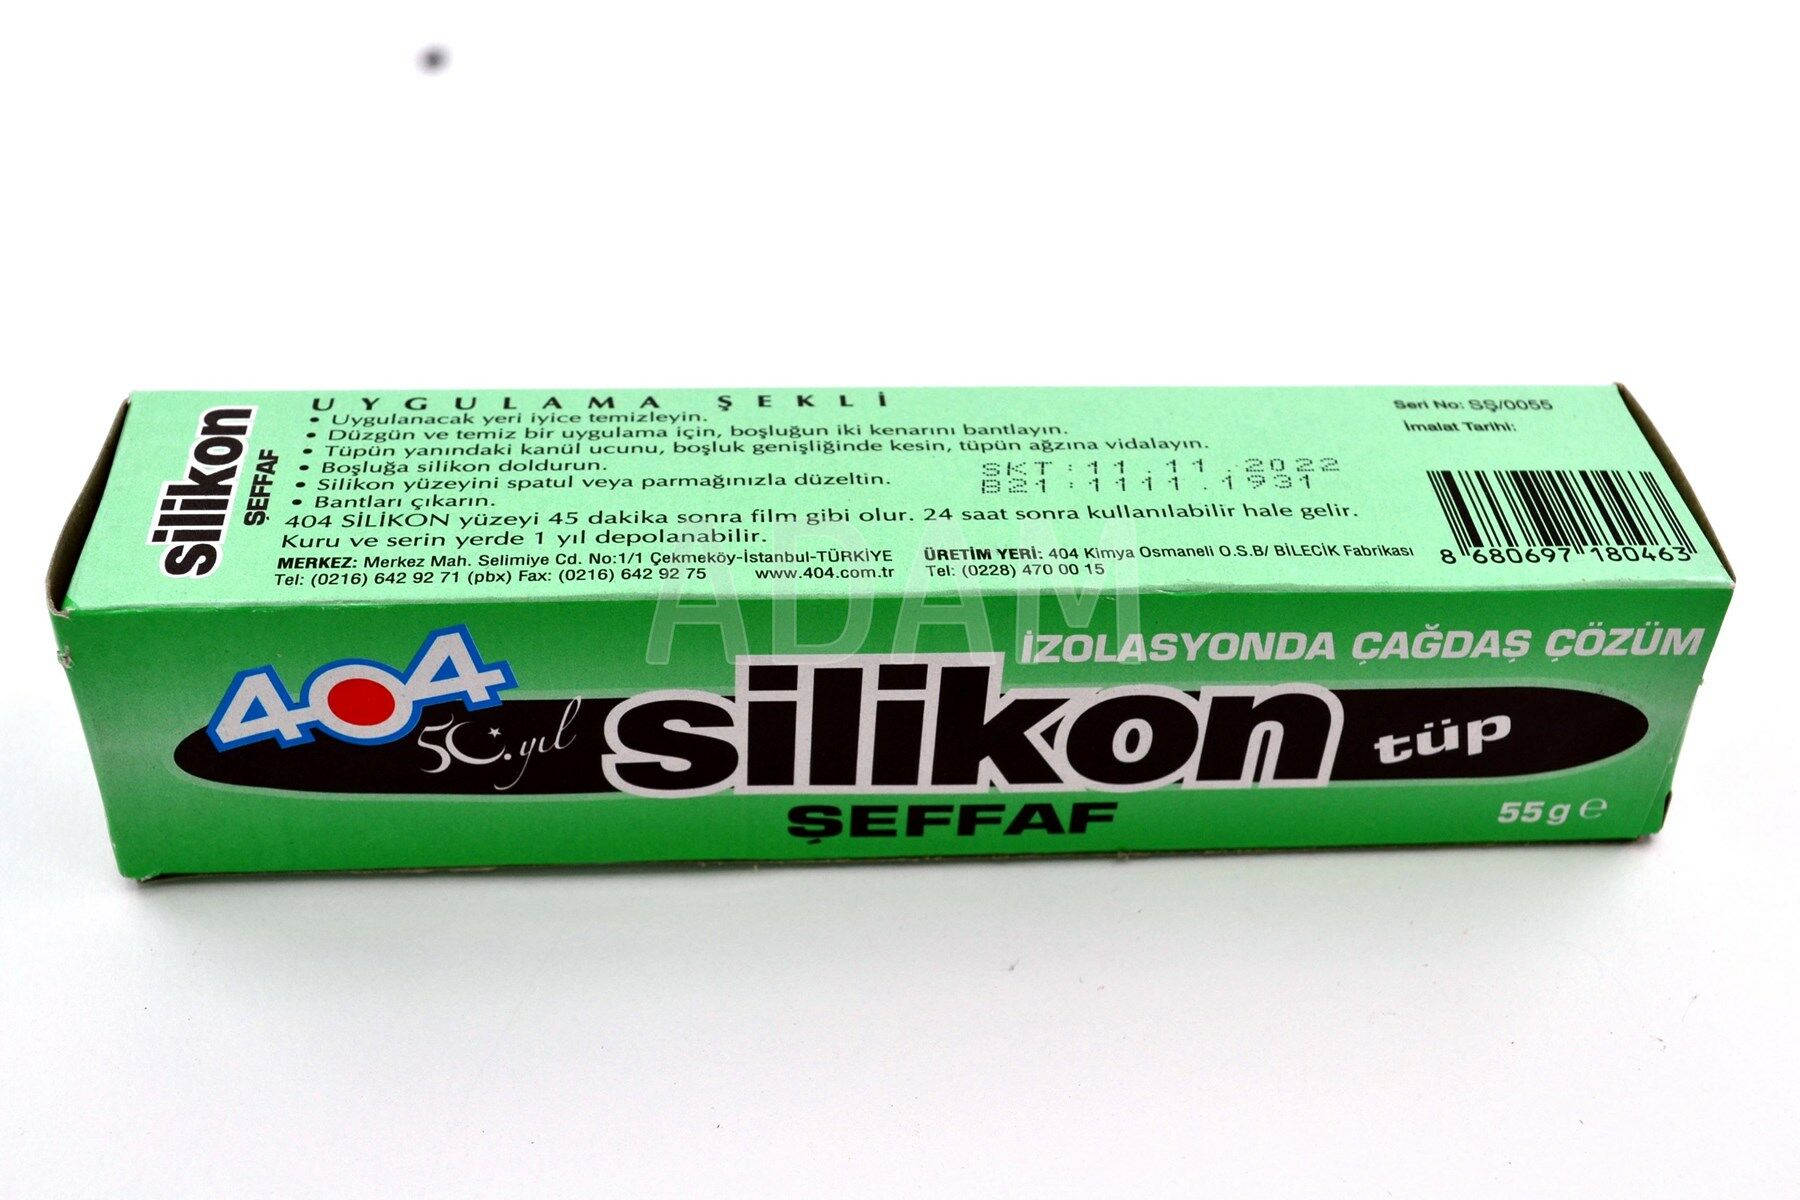 silikon
ŞEFFAF
UYGULAMA ŞEKLİ
• Uygulanacak yeri iyice temizleyin.
• Düzgün ve temiz bir uygulama için, boşluğun iki kenarını bantlayın.
• Tüpün yanındaki kanül ucunu, boşluk genişliğinde kesin, tüpün ağzına vidalayın.
• Boşluğa silikon doldurun.
• Silikon yüzeyini spatul veya parmağınızla düzeltin.
• Bantları çıkarın.
404 SİLİKON yüzeyi 45 dakika sonra film gibi olur. 24 saat sonra kullanılabilir hale gelir.
Kuru ve serin yerde 1 yıl depolanabilir.
MERKEZ: Merkez Mah. Selimiye Cd. No:1/1 Çekmeköy-İstanbul-TÜRKİYE
Tel: (0216) 642 92 71 (pbx) Fax: (0216) 642 92 75 www.404.com.tr
ÜRETİM YERİ: 404 Kimya Osmaneli O.S.B/ BİLECİK Fabrikası
Tel: (0228) 470 00 15
SKT :11.11.2022
B21 :1111.1931
Seri No: SŞ/0055
İmalat Tarihi:
8 680697 180463
ADAM
İZOLASYONDA ÇAĞDAŞ ÇÖZÜM
404
50.yıl
silikon tüp
ŞEFFAF
55 g ℮